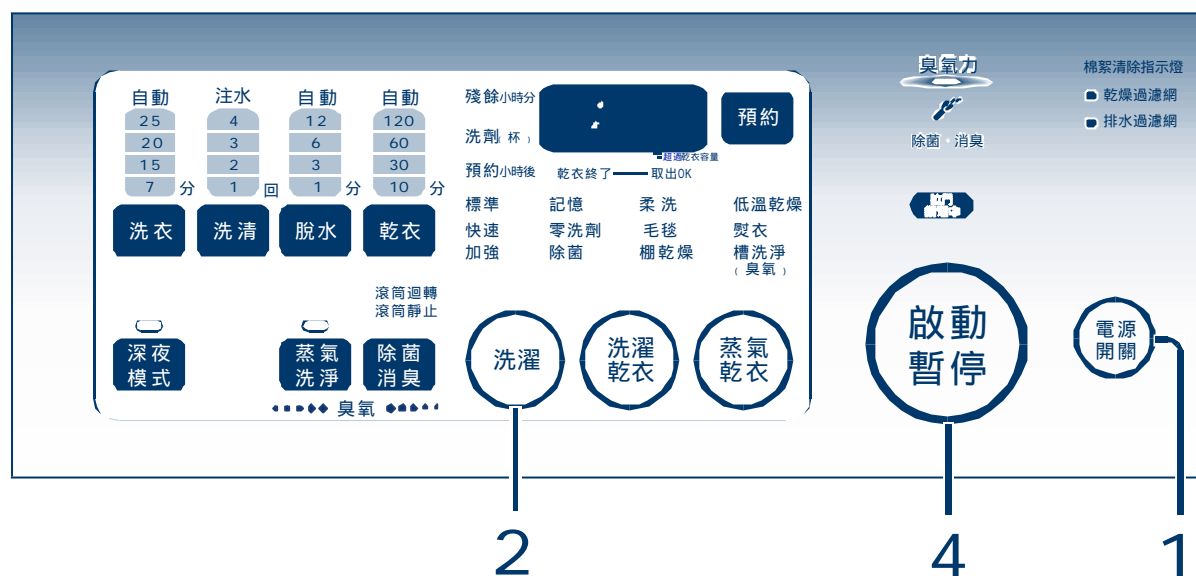 自動
25
20
15
7 分
洗衣
注水
4
3
2
1 回
洗清
自動
12
6
3
1 分
脫水
自動
120
60
30
10 分
乾衣
滾筒迴轉
滾筒靜止
深夜
模式
蒸氣
洗淨
除菌
消臭
臭氧
殘餘小時分
洗劑(杯)
預約小時後
預約
超過乾衣容量
乾衣終了 取出OK
標準 記憶 柔洗 低溫乾燥
快速 零洗劑 毛毯 熨衣
加強 除菌 棚乾燥 槽洗淨
(臭氧)
洗濯
洗濯
乾衣
蒸氣
乾衣
臭氧力
除菌·消臭
棉絮清除指示燈
乾燥過濾網
排水過濾網
啟動
暫停
電源
開關
2
4
1